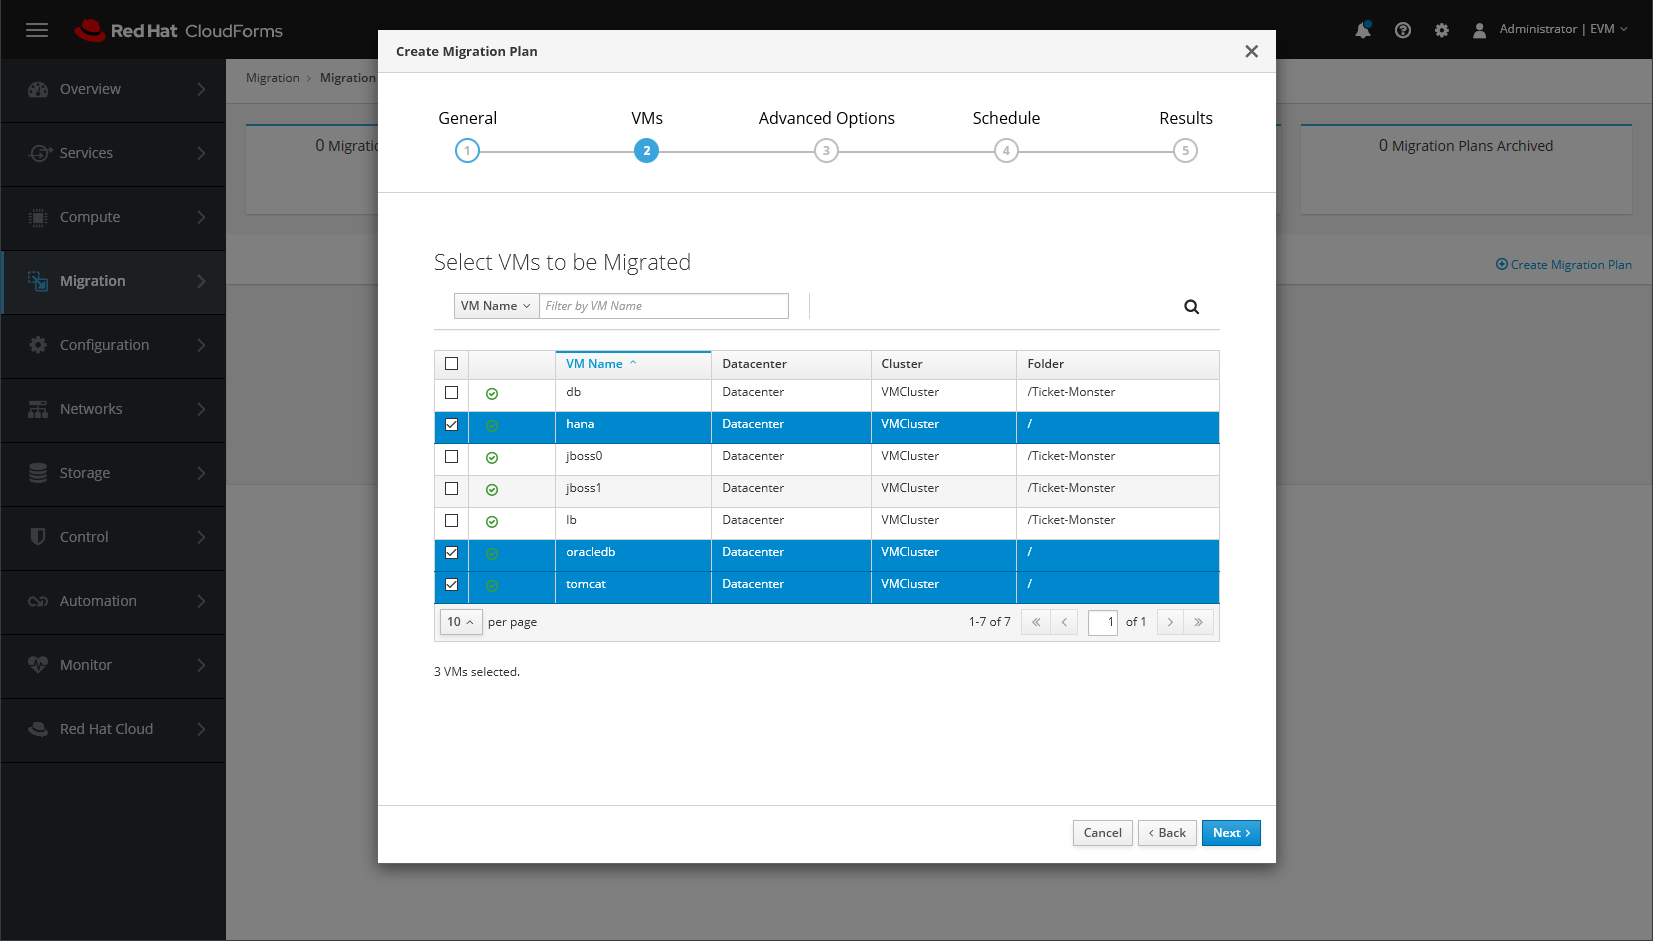 Red Hat CloudForms
Administrator | EVM
Overview
Services
Compute
Migration
Configuration
Networks
Storage
Control
Automation
Monitor
Red Hat Cloud
Migration > Migration
0 Migratio
0 Migration Plans Archived
Create Migration Plan
Create Migration Plan
General VMs Advanced Options Schedule Results
1 2 3 4 5
Select VMs to be Migrated
VM Name Filter by VM Name
VM Name Datacenter Cluster Folder
db Datacenter VMCluster /Ticket-Monster
hana Datacenter VMCluster /
jboss0 Datacenter VMCluster /Ticket-Monster
jboss1 Datacenter VMCluster /Ticket-Monster
lb Datacenter VMCluster /Ticket-Monster
oracledb Datacenter VMCluster /
tomcat Datacenter VMCluster /
10 per page 1-7 of 7 « < 1 of 1 > »
3 VMs selected.
Cancel < Back Next >